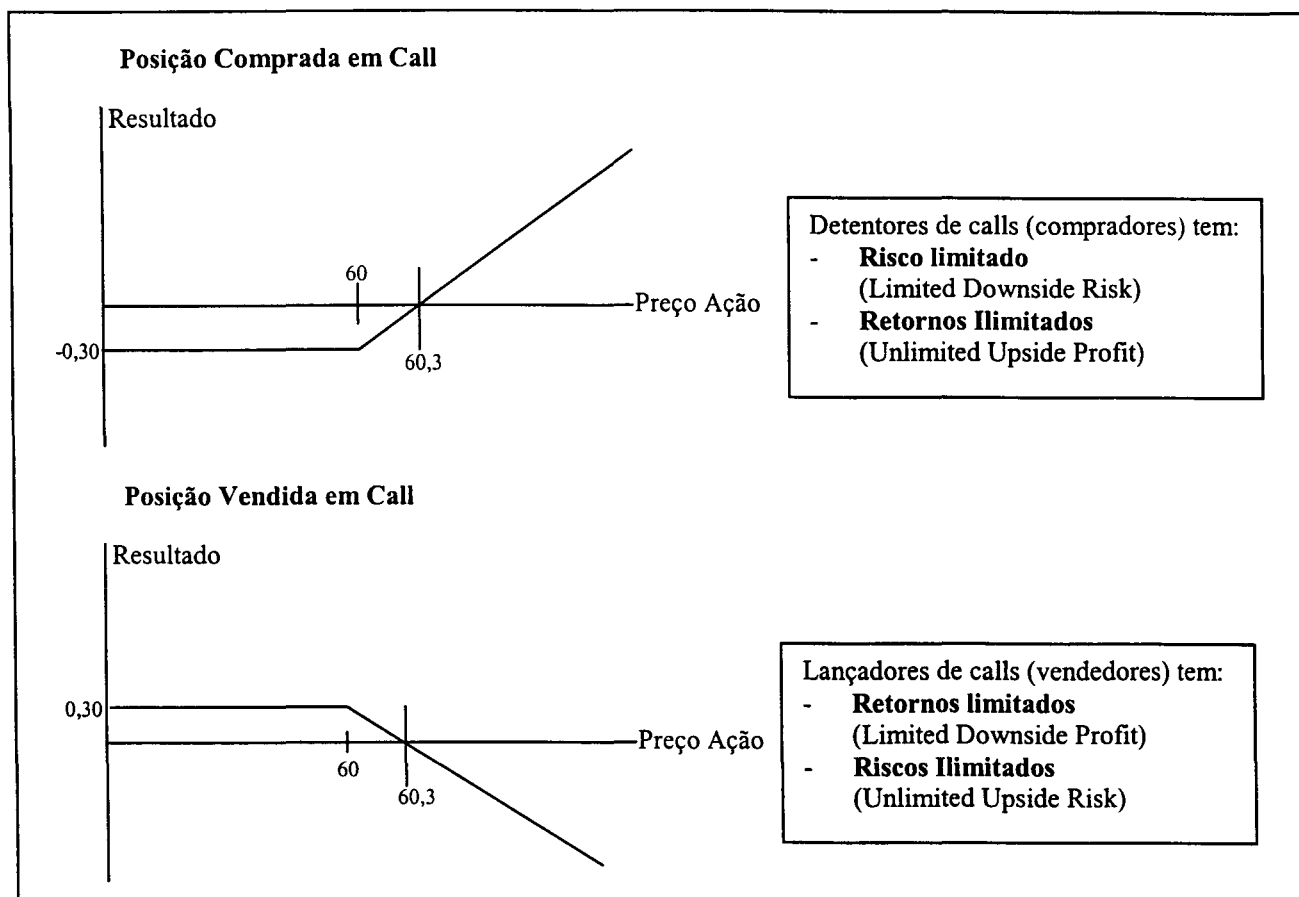 Posição Comprada em Call
Resultado
60
Preço Ação
-0,30
60,3
Detentores de calls (compradores) tem:
- Risco limitado
(Limited Downside Risk)
- Retornos Ilimitados
(Unlimited Upside Profit)
Posição Vendida em Call
Resultado
0,30
Preço Ação
60
60,3
Lançadores de calls (vendedores) tem:
- Retornos limitados
(Limited Downside Profit)
- Riscos Ilimitados
(Unlimited Upside Risk)